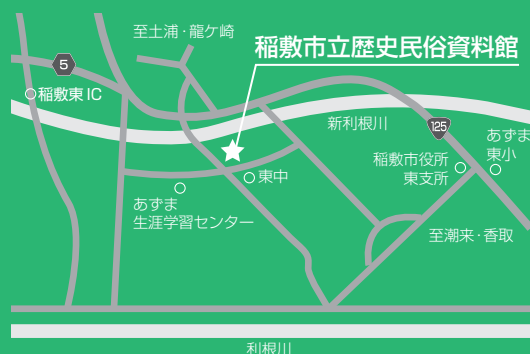 至土浦・龍ケ崎
稲敷市立歴史民俗資料館
5
稲敷東IC
新利根川
125
あずま
東小
稲敷市役所
東支所
東中
あずま
生涯学習センター
至潮来・香取
利根川